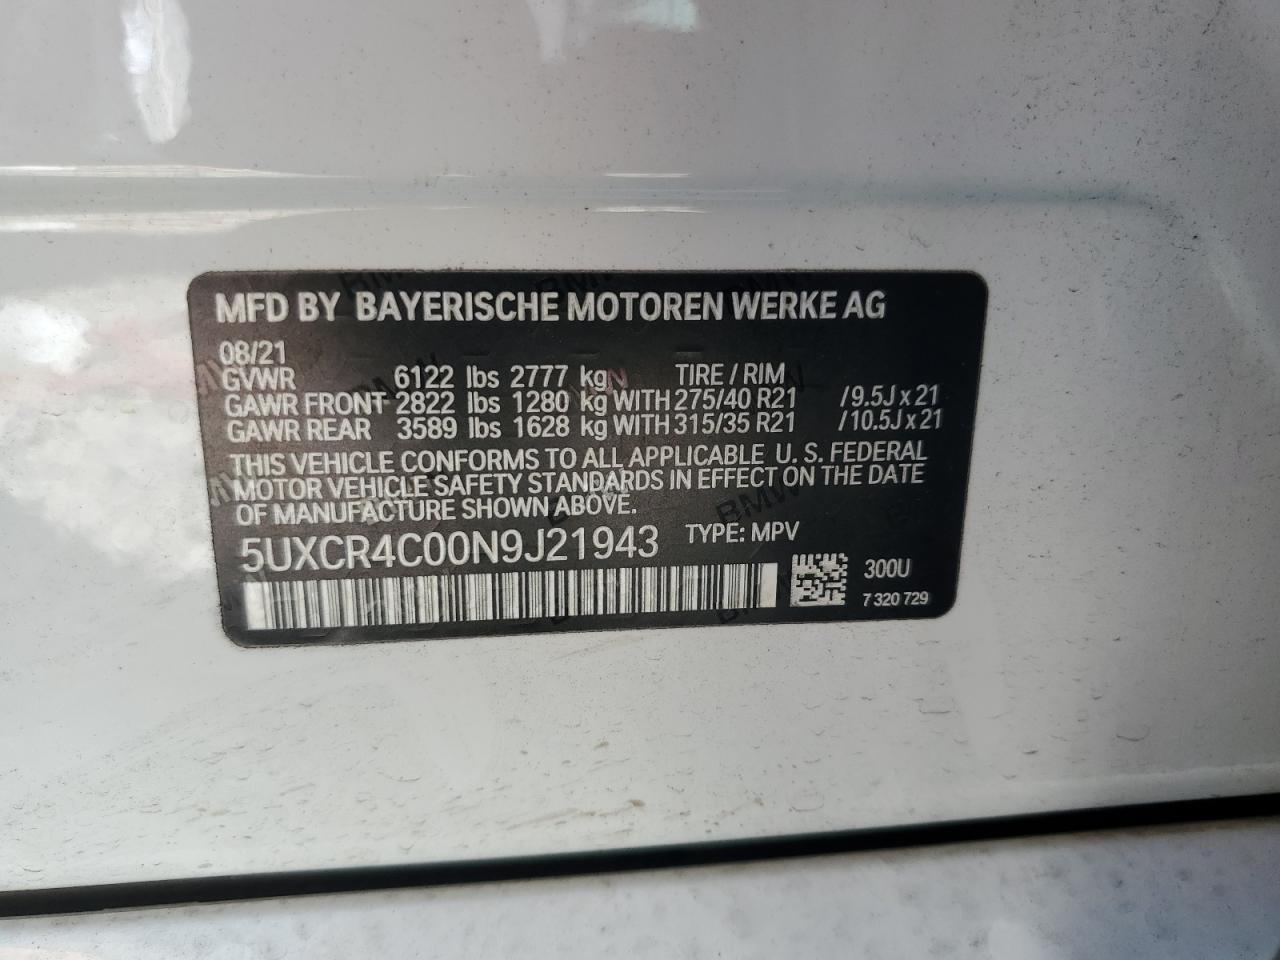 MFD BY BAYERISCHE MOTOREN WERKE AG
08/21
GVWR 6122 lbs 2777 kg TIRE / RIM
GAWR FRONT 2822 lbs 1280 kg WITH 275/40 R21 /9.5J x 21
GAWR REAR 3589 lbs 1628 kg WITH 315/35 R21 /10.5J x 21
THIS VEHICLE CONFORMS TO ALL APPLICABLE U. S. FEDERAL
MOTOR VEHICLE SAFETY STANDARDS IN EFFECT ON THE DATE
OF MANUFACTURE SHOWN ABOVE.
5UXCR4C00N9J21943 TYPE: MPV
300U
7 320 729